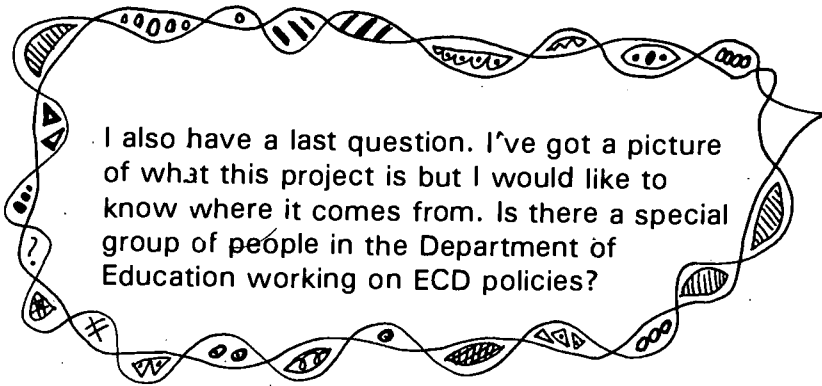 I also have a last question. I've got a picture
of what this project is but I would like to
know where it comes from. Is there a special
group of people in the Department of
Education working on ECD policies?